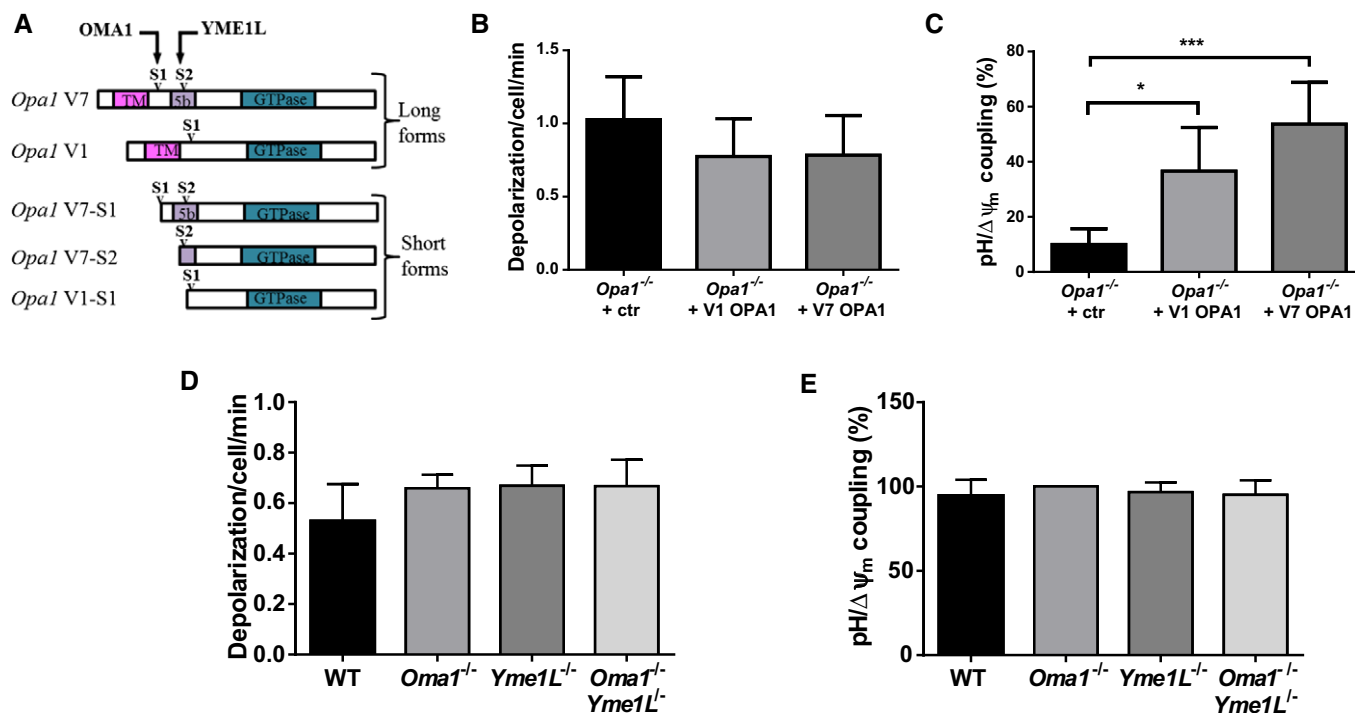 A
OMA1
YME1L
S1
S2
Opa1 V7
TM
5b
GTPase
S1
Opa1 V1
TM
GTPase
Long
forms
S1
S2
Opa1 V7-S1
5b
GTPase
S2
Opa1 V7-S2
GTPase
S1
Opa1 V1-S1
GTPase
Short
forms
B
Depolarization/cell/min
1.5
1.0
0.5
0.0
Opa1-/- Opa1-/- Opa1-/-
+ ctr + V1 OPA1 + V7 OPA1
C
pH/Δψm coupling (%)
80
60
40
20
0
***
*
Opa1-/- Opa1-/- Opa1-/-
+ ctr + V1 OPA1 + V7 OPA1
D
Depolarization/cell/min
1.0
0.8
0.6
0.4
0.2
0.0
WT Oma1-/- Yme1L-/- Oma1-/-
Yme1L/-
E
pH/Δψm coupling (%)
150
100
50
0
WT Oma1-/- Yme1L-/- Oma1-/-
Yme1L/-